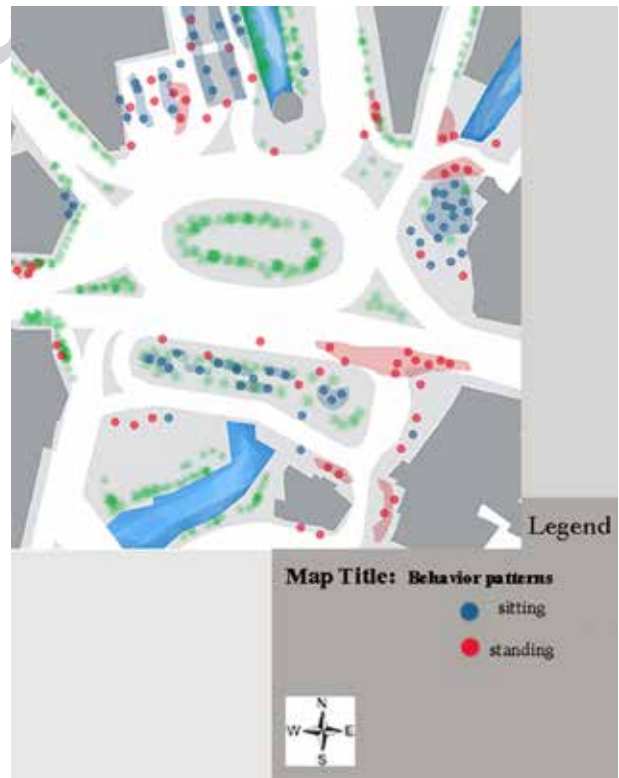 Legend
Map Title: Behavior patterns
sitting
standing
N
W E
S